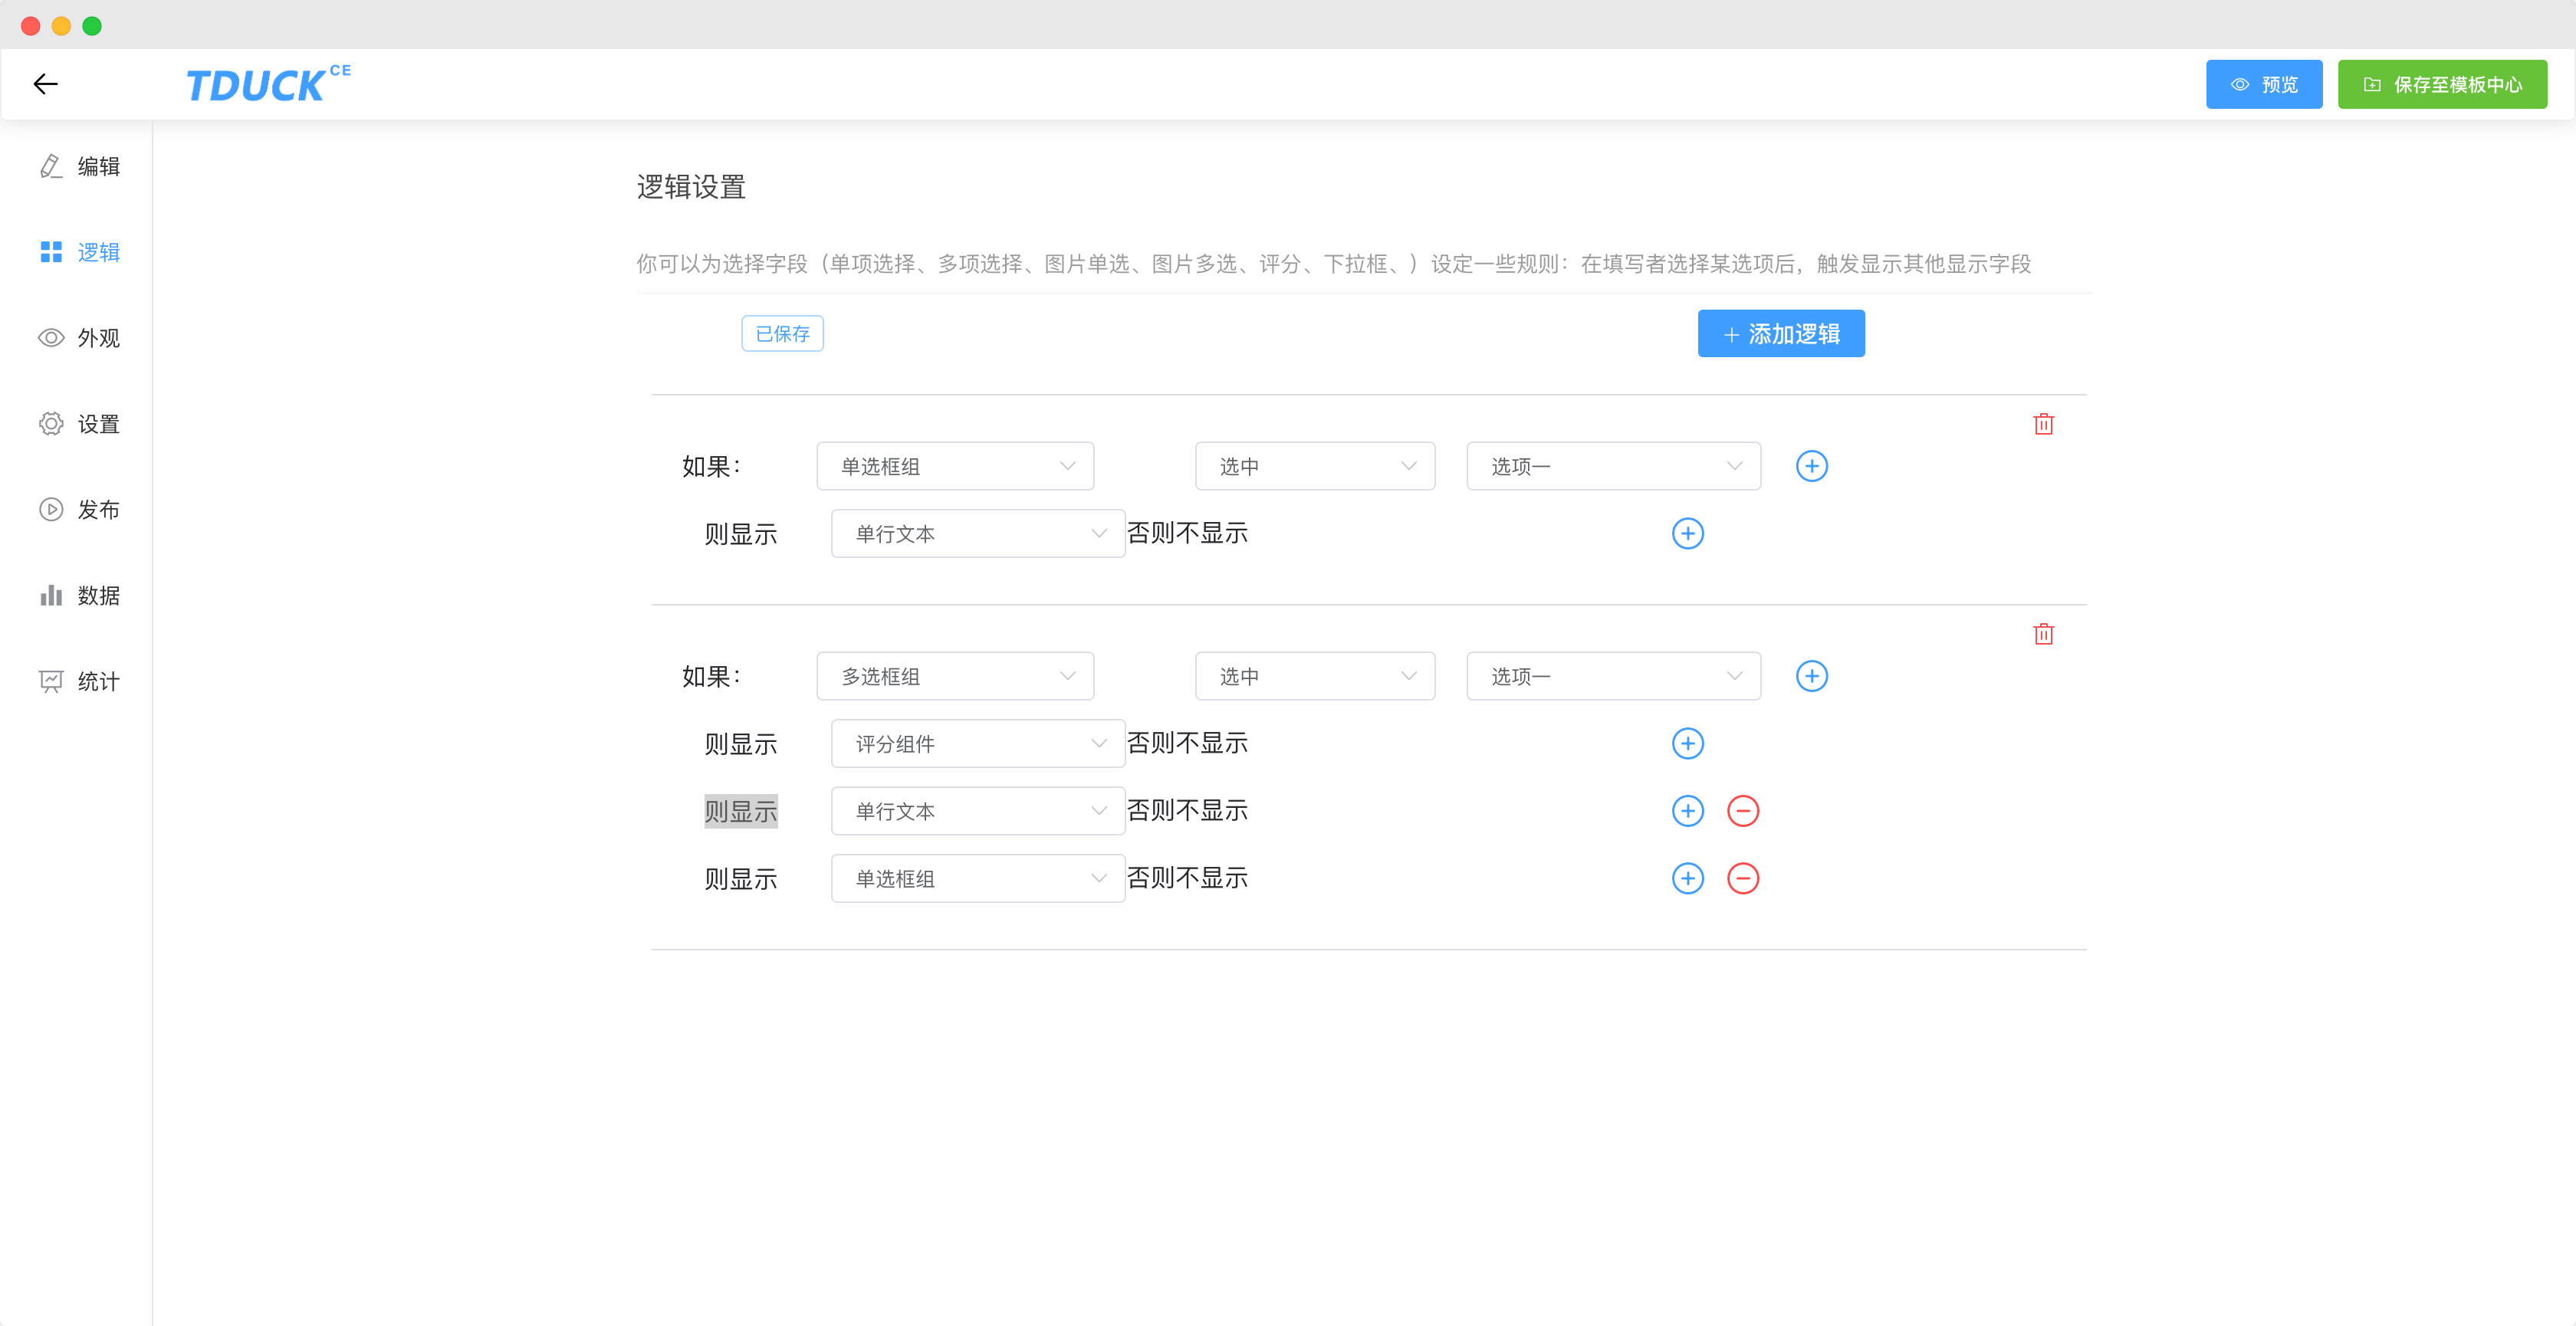 TDUCK CE
预览
保存至模板中心
编辑
逻辑
外观
设置
发布
数据
统计
逻辑设置
你可以为选择字段（单项选择、多项选择、图片单选、图片多选、评分、下拉框、）设定一些规则：在填写者选择某选项后，触发显示其他显示字段
已保存
添加逻辑
如果： 单选框组 选中 选项一
则显示 单行文本 否则不显示
如果： 多选框组 选中 选项一
则显示 评分组件 否则不显示
则显示 单行文本 否则不显示
则显示 单选框组 否则不显示